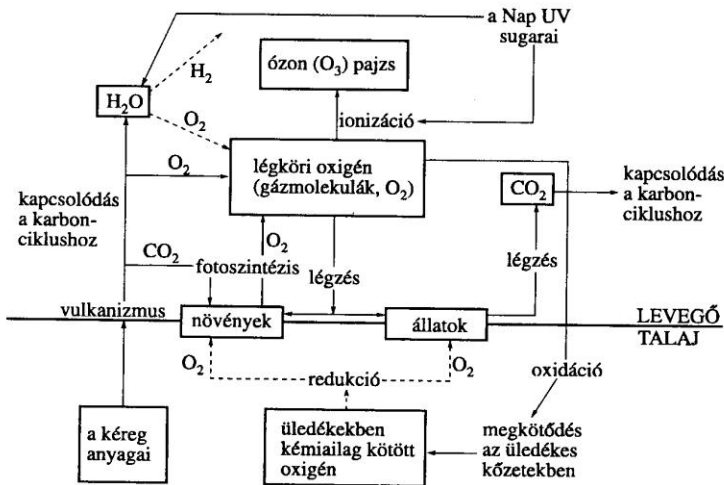 a Nap UV
sugarai
ózon (O₃) pajzs
H₂
H₂O
O₂
ionizáció
légköri oxigén
(gázmolekulák, O₂)
O₂
CO₂
kapcsolódás
a karbon-
ciklushoz
kapcsolódás
a karbon-
ciklushoz
O₂
CO₂
fotoszintézis
légzés
légzés
vulkanizmus
növények
állatok
LEVEGŐ
TALAJ
O₂
O₂
redukció
oxidáció
a kéreg
anyagai
üledékekben
kémiailag kötött
oxigén
megkötődés
az üledékes
kőzetekben